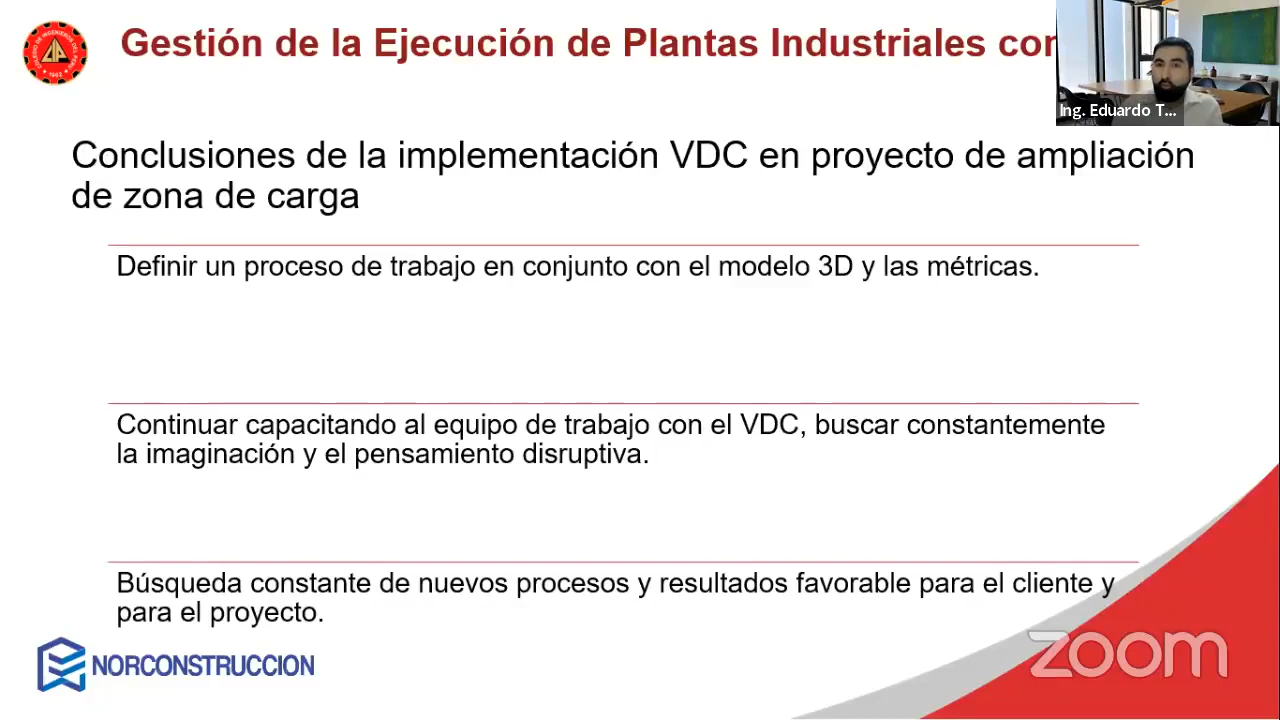 Gestión de la Ejecución de Plantas Industriales con
Ing. Eduardo T...
Conclusiones de la implementación VDC en proyecto de ampliación
de zona de carga
Definir un proceso de trabajo en conjunto con el modelo 3D y las métricas.
Continuar capacitando al equipo de trabajo con el VDC, buscar constantemente
la imaginación y el pensamiento disruptiva.
Búsqueda constante de nuevos procesos y resultados favorable para el cliente y
para el proyecto.
NORCONSTRUCCION
zoom